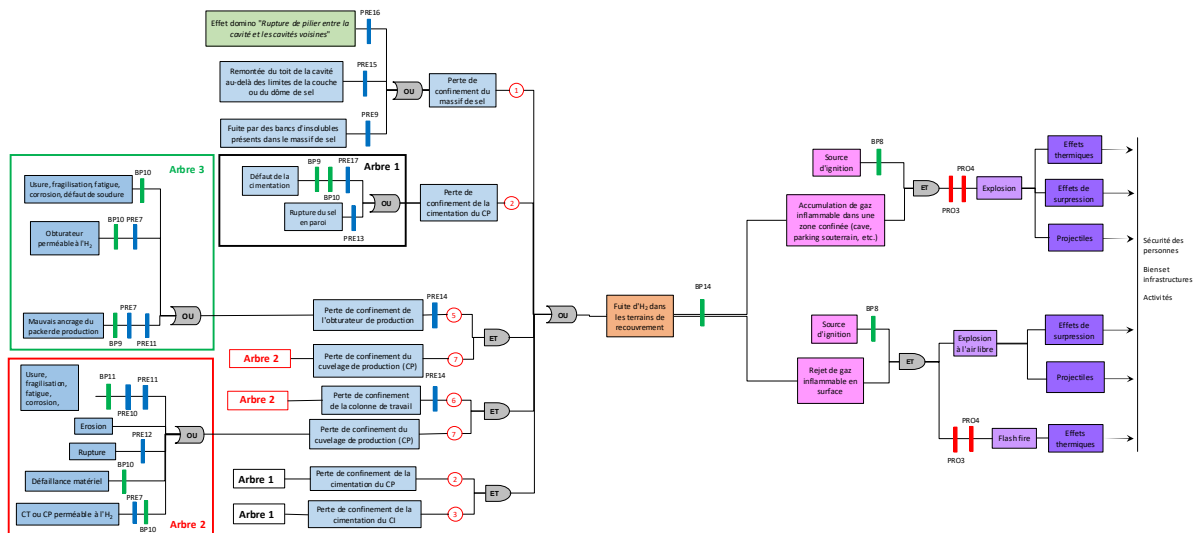 Effet domino "Rupture de pilier entre la
cavité et les cavités voisines"
PRE16
Remontée du toit de la cavité
au-delà des limites de la couche
ou du dôme de sel
PRE15
Fuite par des bancs d'insolubles
présents dans le massif de sel
PRE9
OU
Perte de
confinement du
massif de sel
1
Arbre 3
Usure, fragilisation, fatigue,
corrosion, défaut de soudure
BP10
Obturateur
perméable à l'H2
BP10 PRE7
Mauvais ancrage du
packer de production
PRE7
BP9
PRE11
OU
Arbre 1
Défaut de la
cimentation
BP9
PRE17
BP10
Rupture du sel
en paroi
PRE13
OU
Perte de
confinement de la
cimentation du CP
2
Perte de confinement de
l'obturateur de production
PRE14
5
Arbre 2
Perte de confinement du
cuvelage de production (CP)
7
ET
Arbre 2
Perte de confinement
de la colonne de travail
PRE14
6
Perte de confinement du
cuvelage de production (CP)
7
ET
Usure,
fragilisation,
fatigue,
corrosion,
BP11
PRE11
PRE10
Erosion
Rupture
PRE12
Défaillance matériel
BP10
CT ou CP perméable à l'H2
PRE7
BP10
OU
Arbre 2
Arbre 1
Perte de confinement de la
cimentation du CP
2
Arbre 1
Perte de confinement de la
cimentation du CI
3
ET
OU
Fuite d'H2 dans
les terrains de
recouvrement
BP14
Source
d'ignition
BP8
Accumulation de gaz
inflammable dans une
zone confinée (cave,
parking souterrain, etc.)
ET
PRO4
PRO3
Explosion
Effets
thermiques
Effets de
surpression
Projectiles
Source
d'ignition
BP8
Rejet de gaz
inflammable en
surface
ET
Explosion
à l'air libre
Effets de
surpression
Projectiles
PRO4
PRO3
Flash fire
Effets
thermiques
Sécurité des
personnes
Biens et
infrastructures
Activités